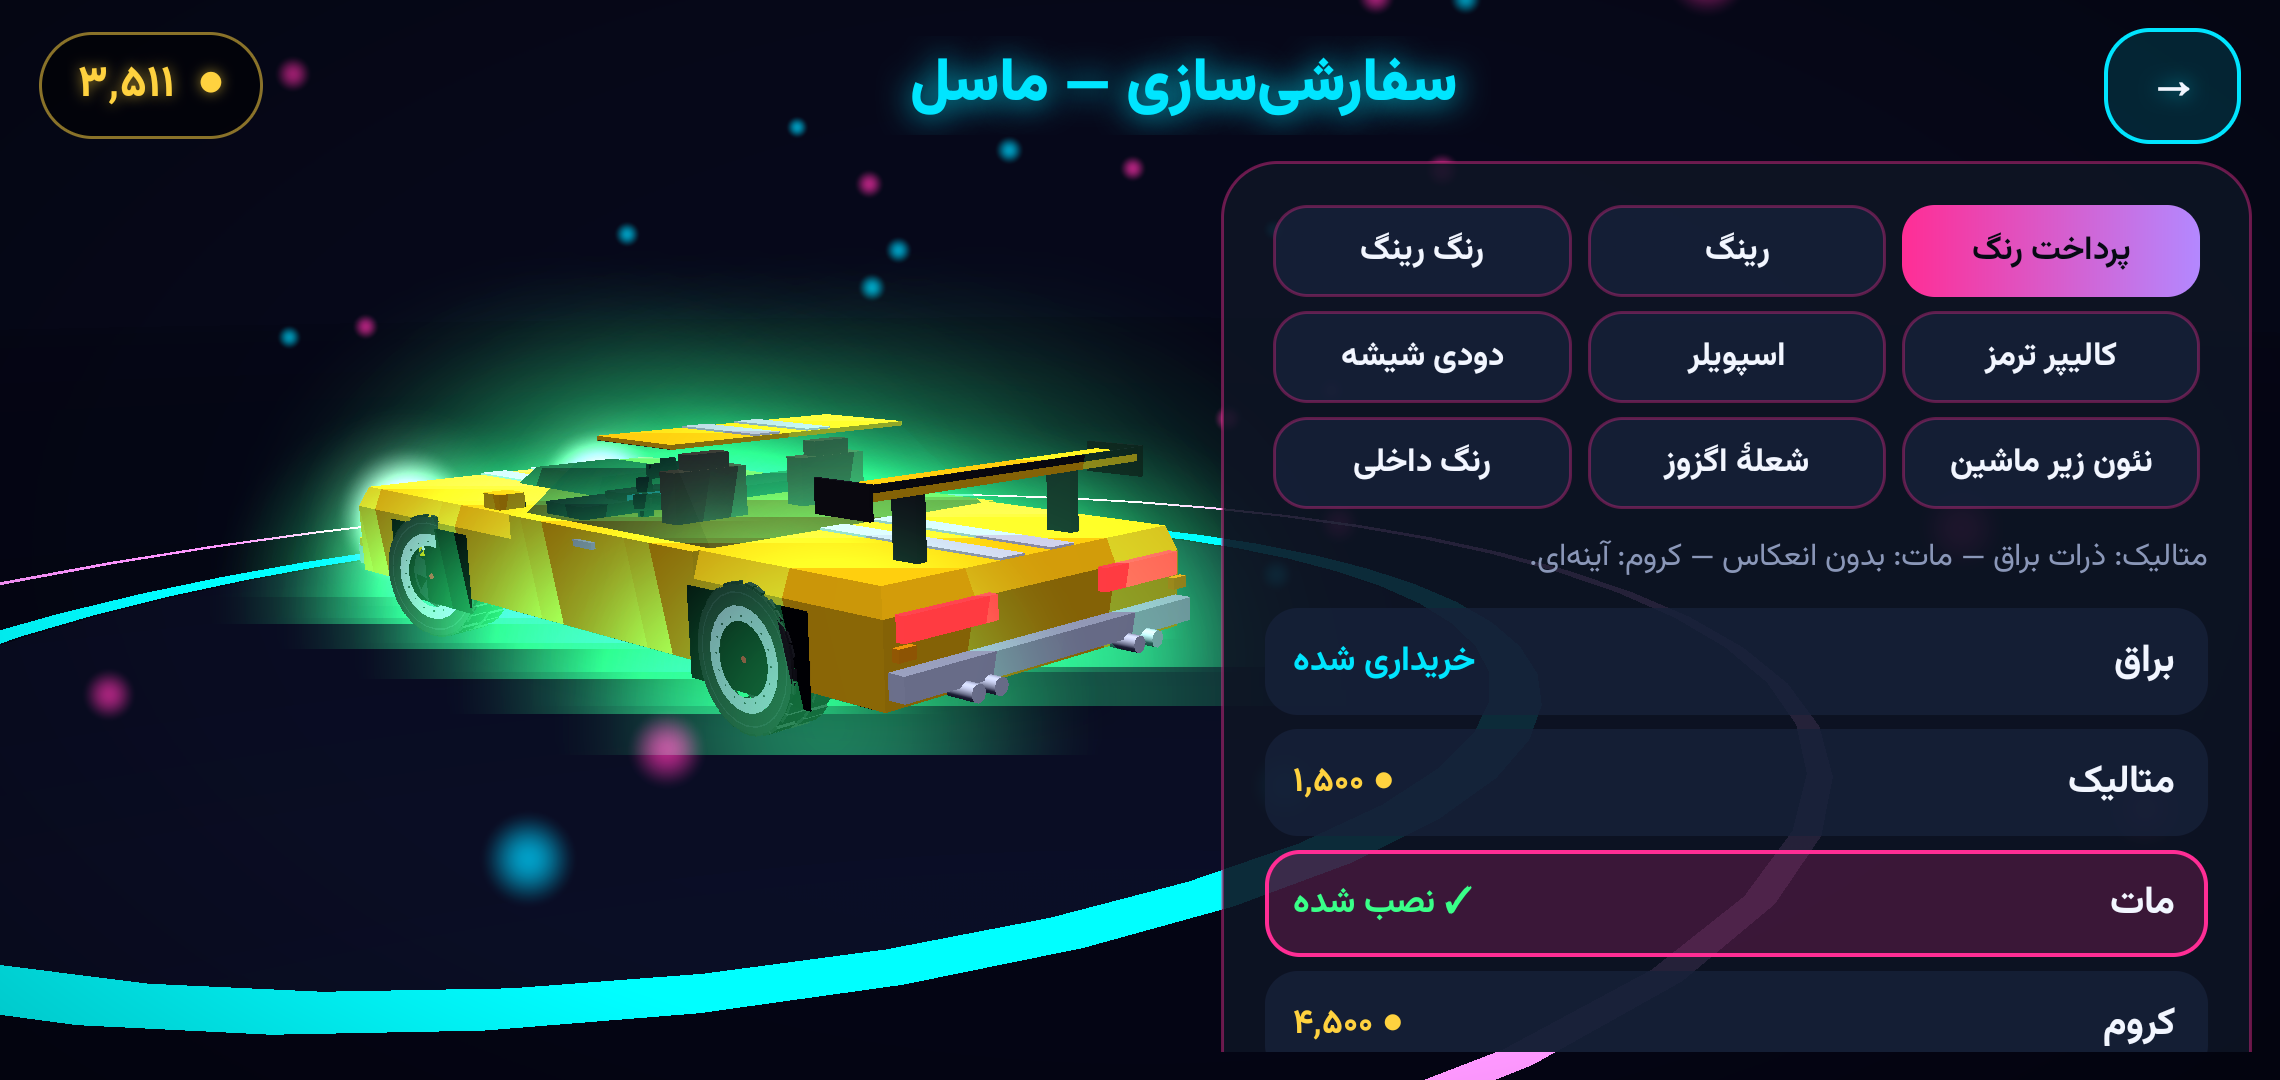 →
سفارشی‌سازی — ماسل
۳,۵۱۱
پرداخت رنگ
رینگ
رنگ رینگ
کالیپر ترمز
اسپویلر
دودی شیشه
نئون زیر ماشین
شعلهٔ اگزوز
رنگ داخلی
متالیک: ذرات براق — مات: بدون انعکاس — کروم: آینه‌ای.
براق
خریداری شده
متالیک
۱,۵۰۰
مات
✓ نصب شده
کروم
۴,۵۰۰